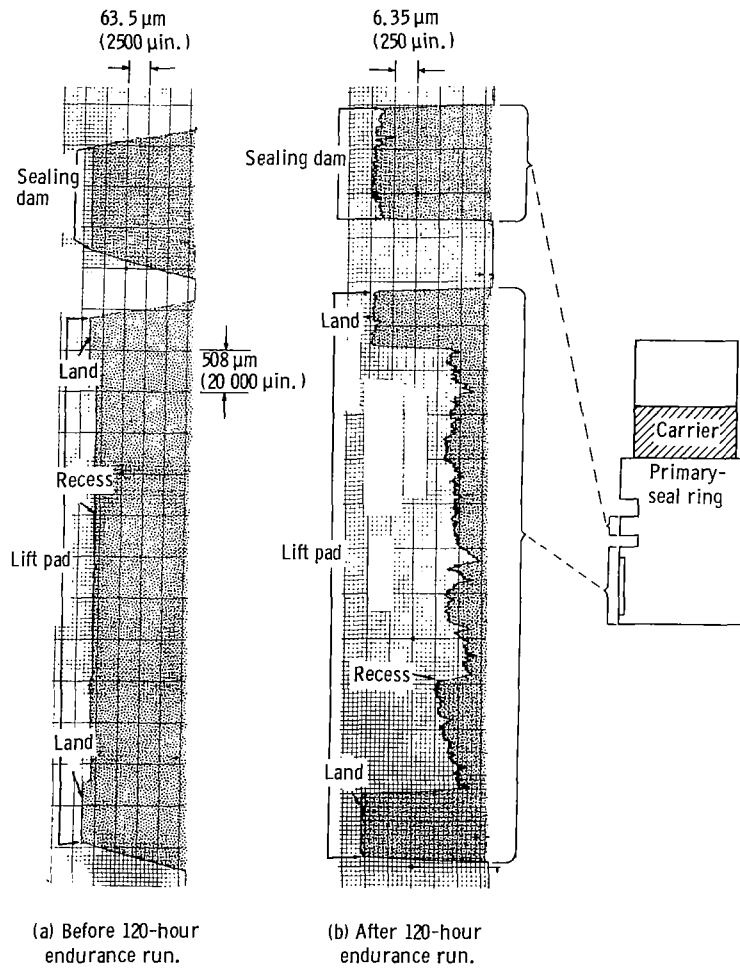 63.5 μm
(2500 μin.)
6.35 μm
(250 μin.)
Sealing
dam
Land
508 μm
(20 000 μin.)
Recess
Lift pad
Land
Sealing dam
Land
Lift pad
Recess
Land
Carrier
Primary-
seal ring
(a) Before 120-hour
endurance run.
(b) After 120-hour
endurance run.